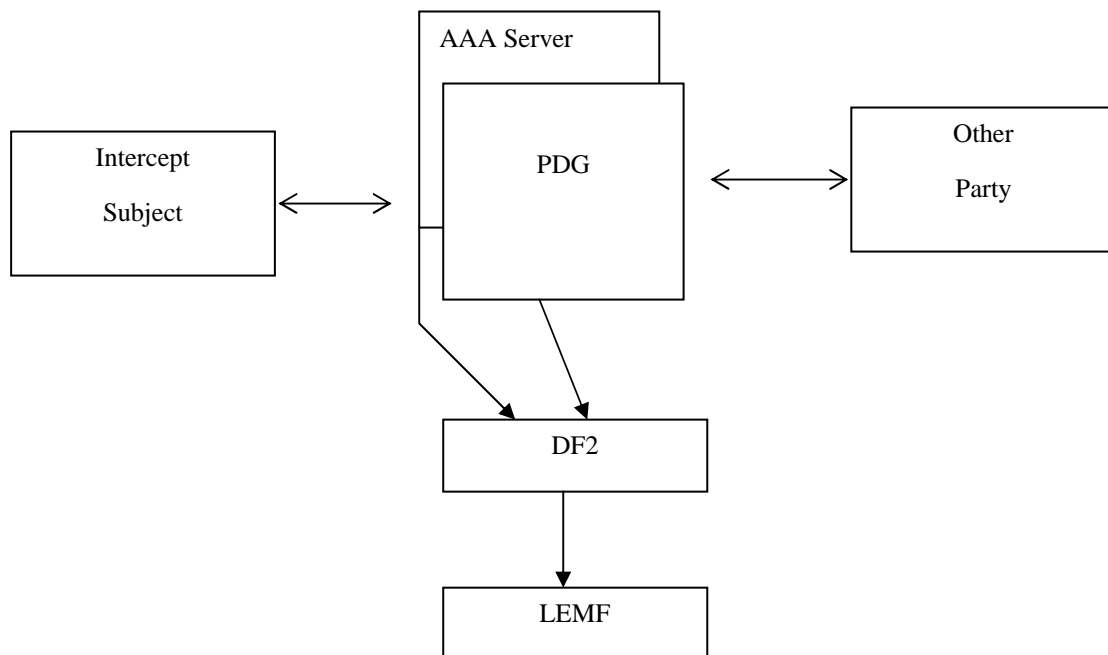 AAA Server
Intercept
Subject
PDG
Other
Party
DF2
LEMF